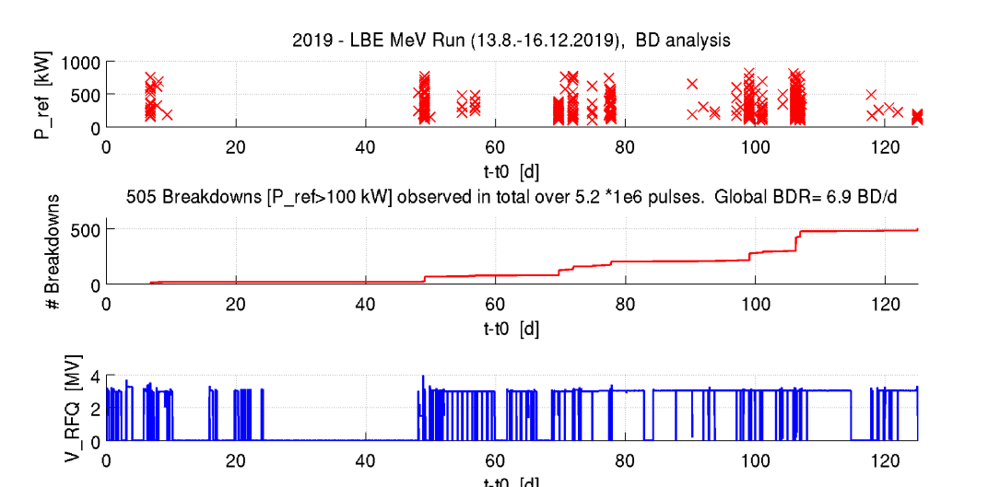 2019 - LBE MeV Run (13.8.-16.12.2019),  BD analysis
P_ref [kW]
1000
500
0
0 20 40 60 80 100 120
t-t0 [d]
505 Breakdowns [P_ref>100 kW] observed in total over 5.2 *1e6 pulses.  Global BDR= 6.9 BD/d
# Breakdowns
500
0
0 20 40 60 80 100 120
t-t0 [d]
V_RFQ [MV]
4
2
0
0 20 40 60 80 100 120
t-t0 [d]